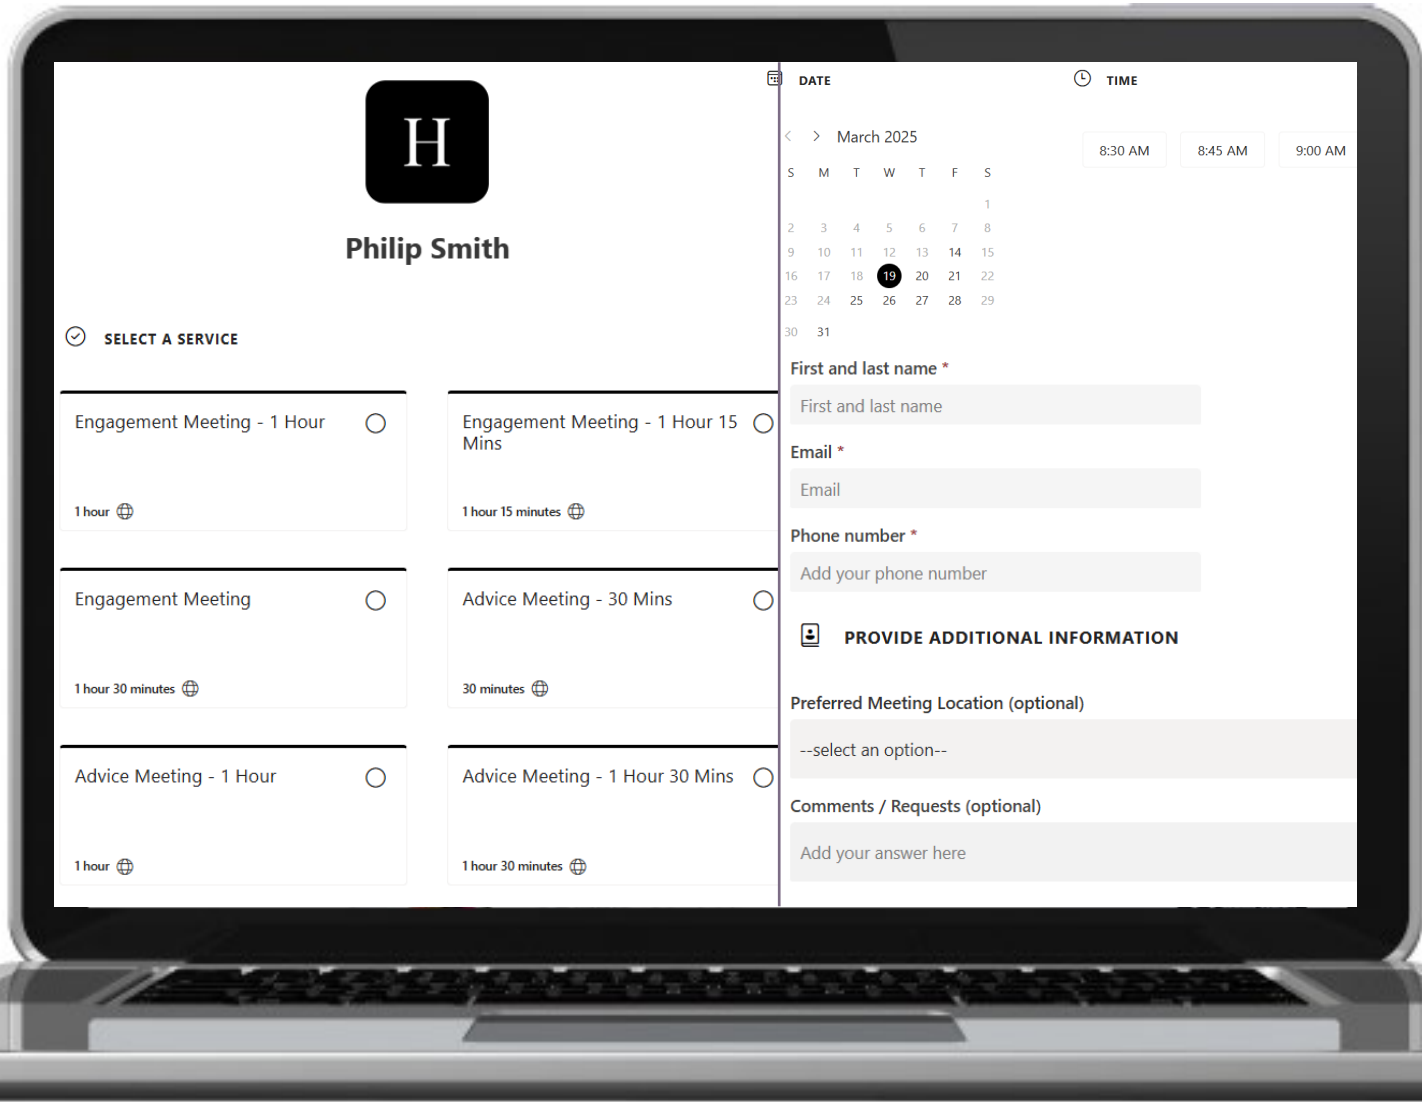 H
Philip Smith
SELECT A SERVICE
Engagement Meeting - 1 Hour
1 hour
Engagement Meeting - 1 Hour 15
Mins
1 hour 15 minutes
Engagement Meeting
1 hour 30 minutes
Advice Meeting - 30 Mins
30 minutes
Advice Meeting - 1 Hour
1 hour
Advice Meeting - 1 Hour 30 Mins
1 hour 30 minutes
DATE
March 2025
S M T W T F S
1
2 3 4 5 6 7 8
9 10 11 12 13 14 15
16 17 18 19 20 21 22
23 24 25 26 27 28 29
30 31
TIME
8:30 AM 8:45 AM 9:00 AM
First and last name *
First and last name
Email *
Email
Phone number *
Add your phone number
PROVIDE ADDITIONAL INFORMATION
Preferred Meeting Location (optional)
--select an option--
Comments / Requests (optional)
Add your answer here